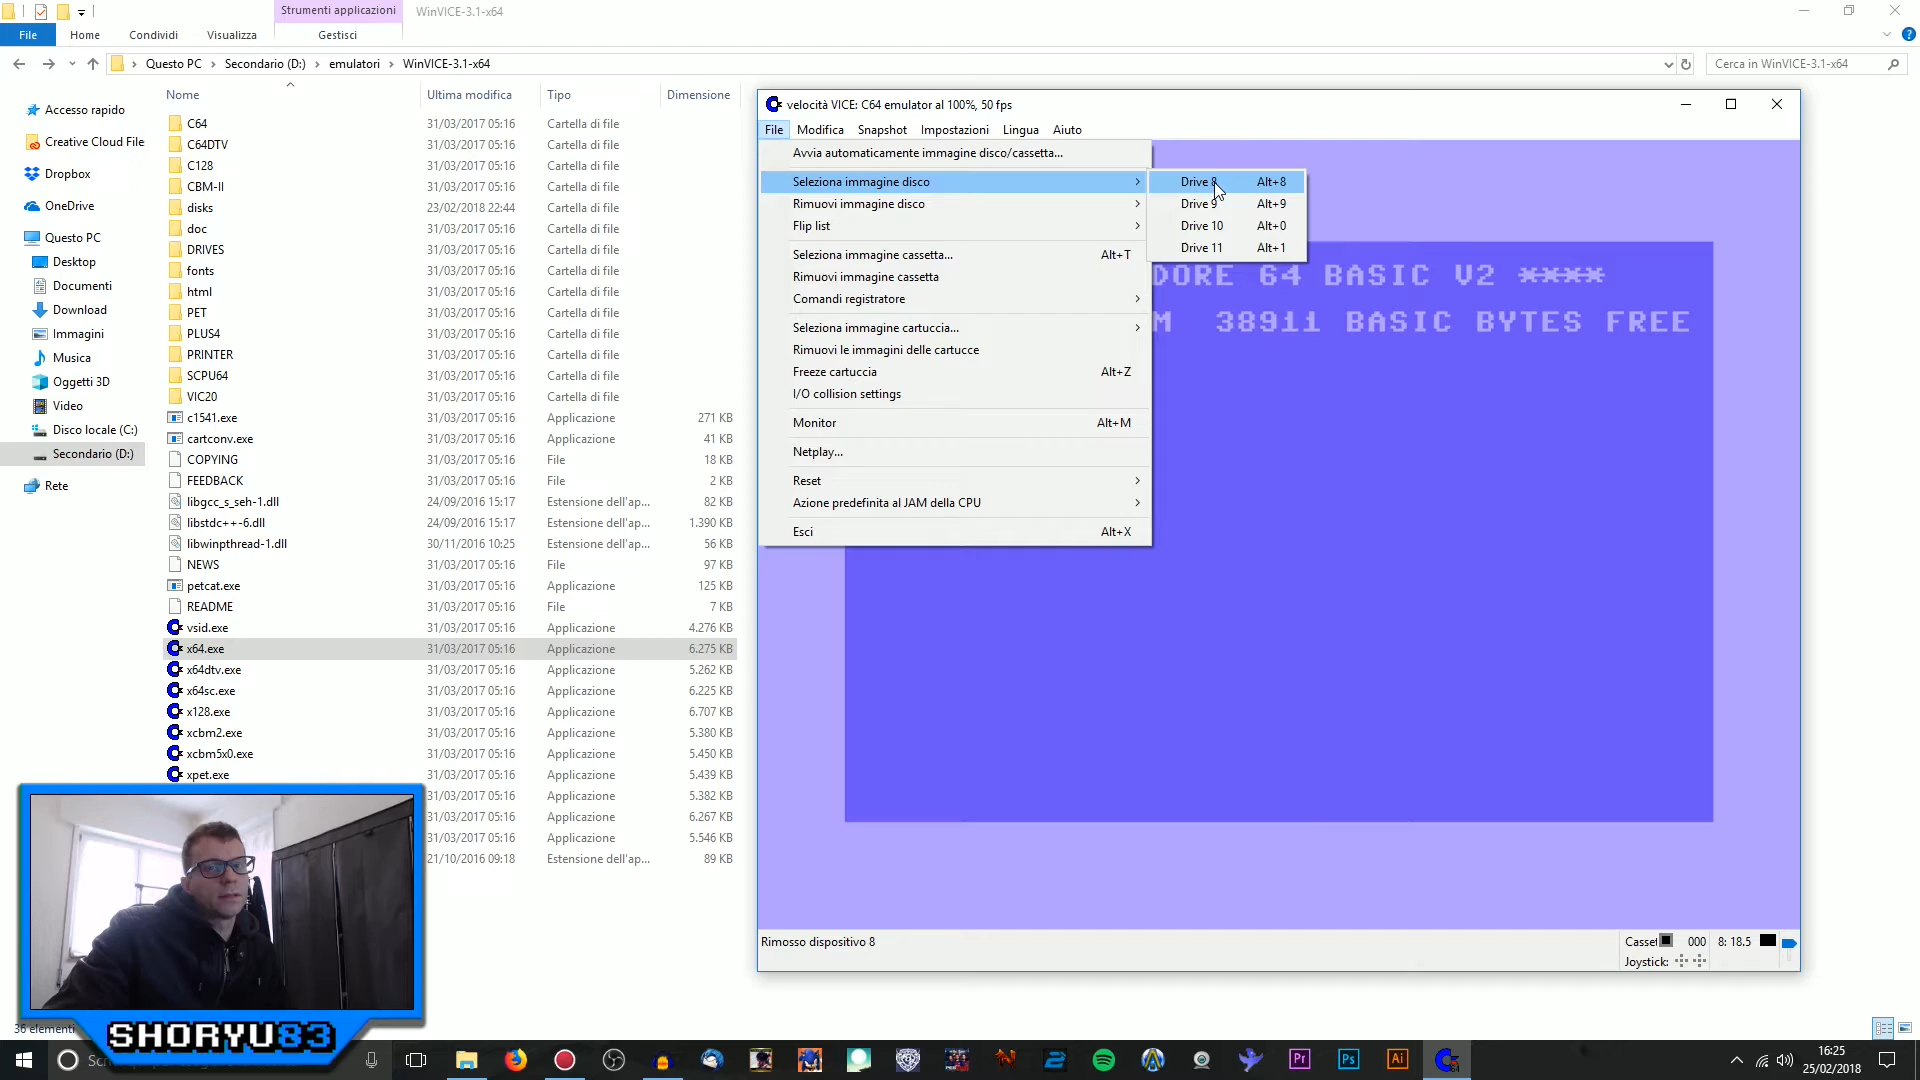 Strumenti applicazioni
WinVICE-3.1-x64
File
Home
Condividi
Visualizza
Gestisci
Questo PC
Secondario (D:)
emulatori
WinVICE-3.1-x64
Cerca in WinVICE-3.1-x64
Accesso rapido
Creative Cloud File
Dropbox
OneDrive
Questo PC
Desktop
Documenti
Download
Immagini
Musica
Oggetti 3D
Video
Disco locale (C:)
Secondario (D:)
Rete
Nome Ultima modifica Tipo Dimensione
C64 31/03/2017 05:16 Cartella di file
C64DTV 31/03/2017 05:16 Cartella di file
C128 31/03/2017 05:16 Cartella di file
CBM-II 31/03/2017 05:16 Cartella di file
disks 23/02/2018 22:44 Cartella di file
doc 31/03/2017 05:16 Cartella di file
DRIVES 31/03/2017 05:16 Cartella di file
fonts 31/03/2017 05:16 Cartella di file
html 31/03/2017 05:16 Cartella di file
PET 31/03/2017 05:16 Cartella di file
PLUS4 31/03/2017 05:16 Cartella di file
PRINTER 31/03/2017 05:16 Cartella di file
SCPU64 31/03/2017 05:16 Cartella di file
VIC20 31/03/2017 05:16 Cartella di file
c1541.exe 31/03/2017 05:16 Applicazione 271 KB
cartconv.exe 31/03/2017 05:16 Applicazione 41 KB
COPYING 31/03/2017 05:16 File 18 KB
FEEDBACK 31/03/2017 05:16 File 2 KB
libgcc_s_seh-1.dll 24/09/2016 15:17 Estensione dell'ap... 82 KB
libstdc++-6.dll 24/09/2016 15:17 Estensione dell'ap... 1.390 KB
libwinpthread-1.dll 30/11/2016 10:25 Estensione dell'ap... 56 KB
NEWS 31/03/2017 05:16 File 97 KB
petcat.exe 31/03/2017 05:16 Applicazione 125 KB
README 31/03/2017 05:16 File 7 KB
vsid.exe 31/03/2017 05:16 Applicazione 4.276 KB
x64.exe 31/03/2017 05:16 Applicazione 6.275 KB
x64dtv.exe 31/03/2017 05:16 Applicazione 5.262 KB
x64sc.exe 31/03/2017 05:16 Applicazione 6.225 KB
x128.exe 31/03/2017 05:16 Applicazione 6.707 KB
xcbm2.exe 31/03/2017 05:16 Applicazione 5.380 KB
xcbm5x0.exe 31/03/2017 05:16 Applicazione 5.450 KB
xpet.exe 31/03/2017 05:16 Applicazione 5.439 KB
31/03/2017 05:16 Applicazione 5.382 KB
31/03/2017 05:16 Applicazione 6.267 KB
31/03/2017 05:16 Applicazione 5.546 KB
21/10/2016 09:18 Estensione dell'ap... 89 KB
36 elementi
SHORYU83
velocità VICE: C64 emulator al 100%, 50 fps
File Modifica Snapshot Impostazioni Lingua Aiuto
Avvia automaticamente immagine disco/cassetta...
Seleziona immagine disco
Rimuovi immagine disco
Flip list
Seleziona immagine cassetta... Alt+T
Rimuovi immagine cassetta
Comandi registratore
Seleziona immagine cartuccia...
Rimuovi le immagini delle cartucce
Freeze cartuccia Alt+Z
I/O collision settings
Monitor Alt+M
Netplay...
Reset
Azione predefinita al JAM della CPU
Esci Alt+X
Drive 8 Alt+8
Drive 9 Alt+9
Drive 10 Alt+0
Drive 11 Alt+1
DORE 64 BASIC V2 ****
M 38911 BASIC BYTES FREE
Rimosso dispositivo 8
Casset 000 8: 18.5
Joystick:
Pr
Ps
Ai
64
16:25
25/02/2018